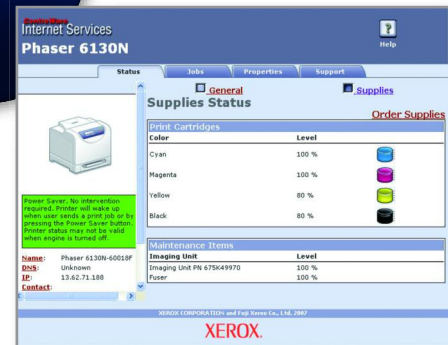 CentreWare
Internet Services
Phaser 6130N
Help
Status
Jobs
Properties
Support
General
Supplies
Supplies Status
Order Supplies
Print Cartridges
Color Level
Cyan 100 %
Magenta 100 %
Yellow 80 %
Black 80 %
Maintenance Items
Imaging Unit Level
Imaging Unit PN 675K49970 100 %
Fuser 100 %
Power Saver. No intervention
required. Printer will wake up
when user sends a print job or by
pressing the Power Saver button.
Printer status may not be valid
when engine is turned off.
Name: Phaser 6130N-60018F
DNS: Unknown
IP: 13.62.71.188
Contact:
XEROX CORPORATION and Fuji Xerox Co., Ltd. 2007
XEROX.